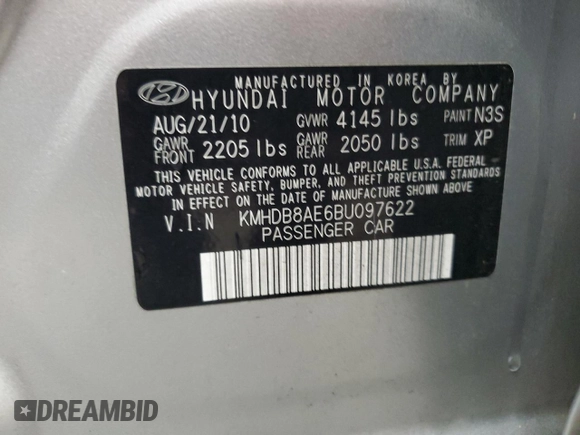 MANUFACTURED IN KOREA BY
HYUNDAI MOTOR COMPANY
AUG/21/10 GVWR 4145 lbs PAINT N3S
GAWR FRONT 2205 lbs GAWR REAR 2050 lbs TRIM XP
THIS VEHICLE CONFORMS TO ALL APPLICABLE U.S.A. FEDERAL
MOTOR VEHICLE SAFETY, BUMPER, AND THEFT PREVENTION STANDARDS
IN EFFECT ON THE DATE OF MANUFACTURE SHOWN ABOVE.
V.I.N KMHDB8AE6BU097622
PASSENGER CAR
DREAMBID